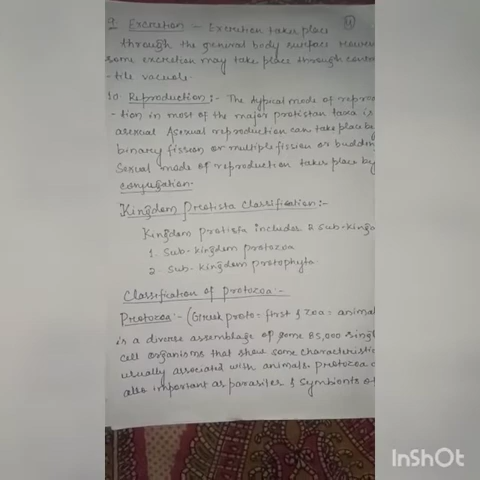 9. Excretion :- Excretion takes place
through the general body surface However
some excretion may take place through contrac
-tile vacuole.
10. Reproduction :- The typical mode of reprod
-tion in most of the major protistan taxa is
asexual Asexual reproduction can take place by
binary fission or multiple fission or budding
Sexual mode of reproduction takes place by
conjugation.
Kingdom Protista Classification :-
Kingdom protista includes 2 sub-kingdo
1. Sub-kingdom protozoa
2. Sub-kingdom protophyta.
Classification of protozoa :-
Protozoa :- (Greek proto = first & zoa = animal
is a diverse assemblage of some 85,000 single
cell organisms that show some characteristic
usually associated with animals. protozoa a
also important as parasites & symbionts of
InShOt